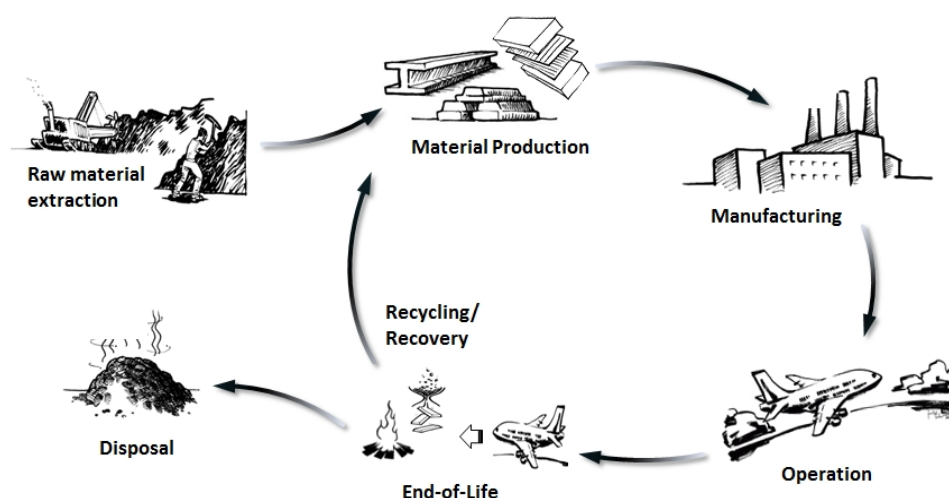 Raw material
extraction
Material Production
Manufacturing
Recycling/
Recovery
Disposal
End-of-Life
Operation